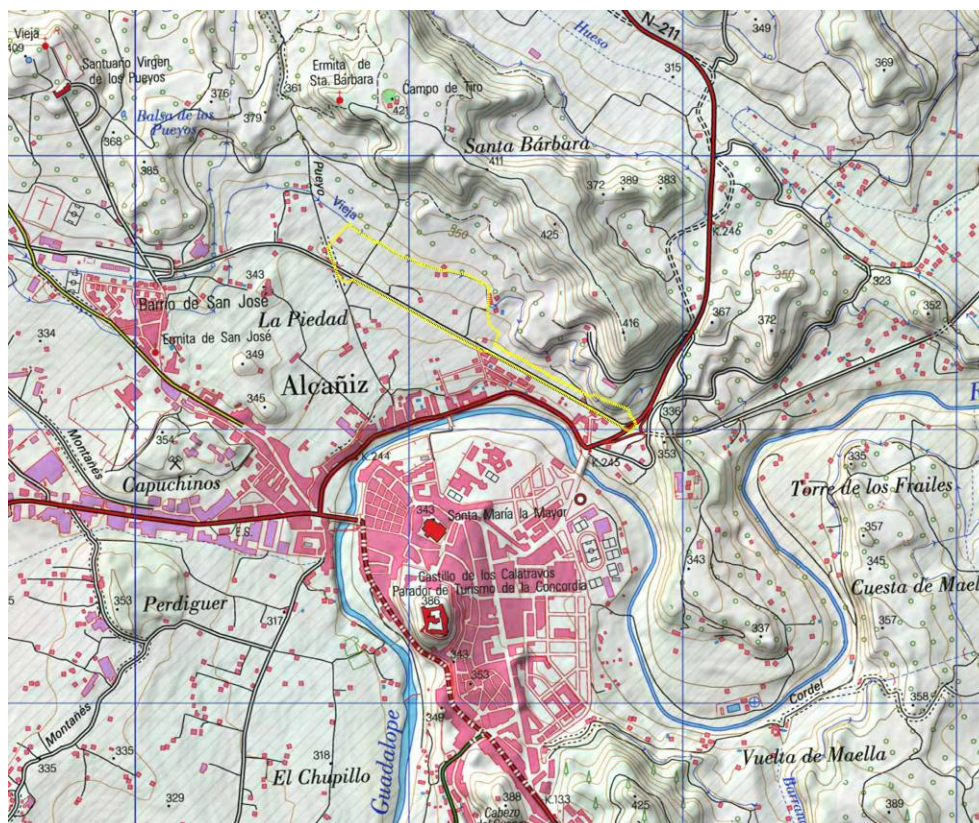 Vieja
409
Santuario Virgen
de los Pueyos
376
361
379
Balsa de los
Pueyos
368
385
Ermita de
Sta. Bárbara
Campo de Tiro
421
Hueso
N-211
315
349
369
Santa Bárbara
411
372
389
383
Pueyo
Vieja
350
425
K.246
350
323
352
367
372
416
343
Barrio de San José
La Piedad
334
Ermita de San José
349
345
Alcañiz
336
353
354
Montañés
Capuchinos
K.244
K.245
335
Torre de los Frailes
E.S.
343
Santa María la Mayor
357
345
343
Castillo de los Calatravos
Parador de Turismo de la Concordia
386
Cuesta de Mael
353
Perdiguer
317
337
357
343
353
Cordel
358
Montañés
335
335
349
318
El Chupillo
Guadalope
Vuelta de Maella
329
388
Cabezo
K.133
425
Barran
389